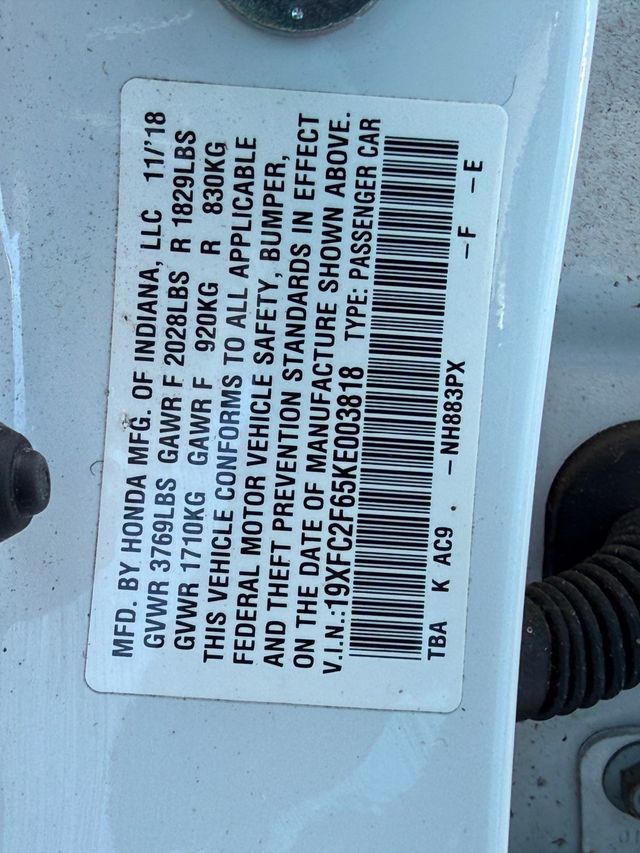 MFD. BY HONDA MFG. OF INDIANA, LLC 11/'18
GVWR 3769LBS GAWR F 2028LBS R 1829LBS
GVWR 1710KG GAWR F 920KG R 830KG
THIS VEHICLE CONFORMS TO ALL APPLICABLE
FEDERAL MOTOR VEHICLE SAFETY, BUMPER,
AND THEFT PREVENTION STANDARDS IN EFFECT
ON THE DATE OF MANUFACTURE SHOWN ABOVE.
V.I.N.:19XFC2F65KE003818 TYPE: PASSENGER CAR
TBA K AC9 -NH883PX -F -E